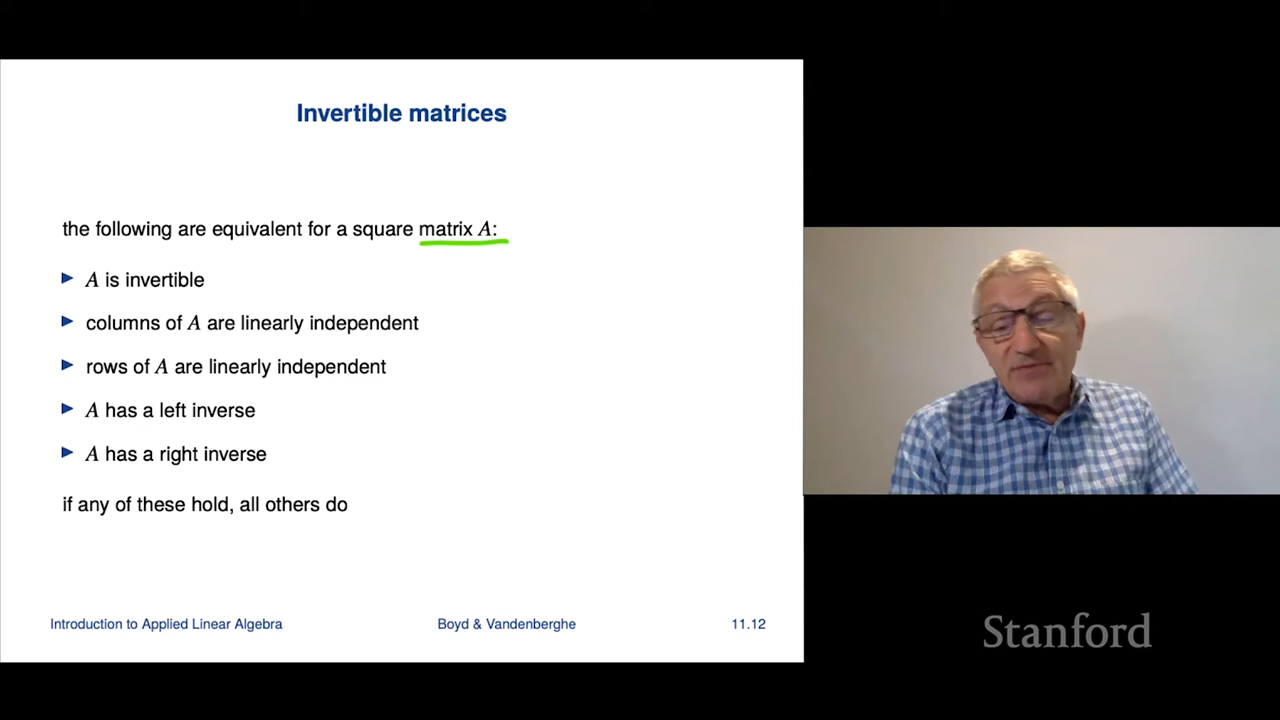 Invertible matrices
the following are equivalent for a square matrix A:
A is invertible
columns of A are linearly independent
rows of A are linearly independent
A has a left inverse
A has a right inverse
if any of these hold, all others do
Introduction to Applied Linear Algebra
Boyd & Vandenberghe
11.12
Stanford